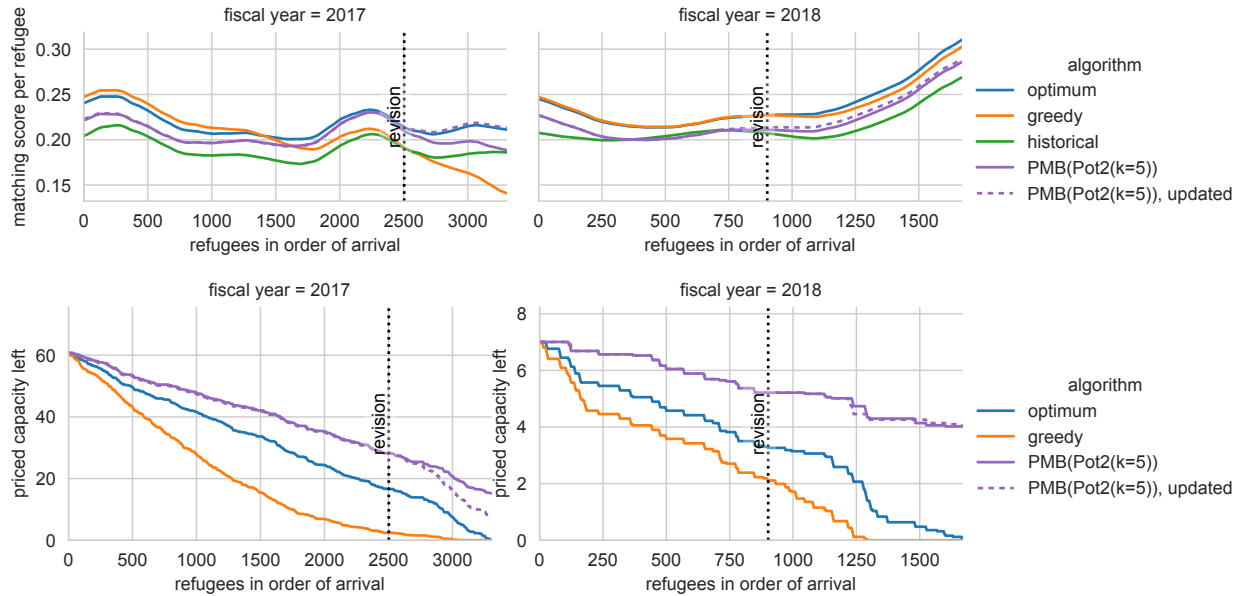 fiscal year = 2017
fiscal year = 2018
matching score per refugee
0.30
0.25
0.20
0.15
revision
revision
0 500 1000 1500 2000 2500 3000
0 250 500 750 1000 1250 1500
refugees in order of arrival
refugees in order of arrival
algorithm
optimum
greedy
historical
PMB(Pot2(k=5))
PMB(Pot2(k=5)), updated
fiscal year = 2017
fiscal year = 2018
priced capacity left
60
40
20
0
revision
0 500 1000 1500 2000 2500 3000
refugees in order of arrival
priced capacity left
8
6
4
2
0
revision
0 250 500 750 1000 1250 1500
refugees in order of arrival
algorithm
optimum
greedy
PMB(Pot2(k=5))
PMB(Pot2(k=5)), updated